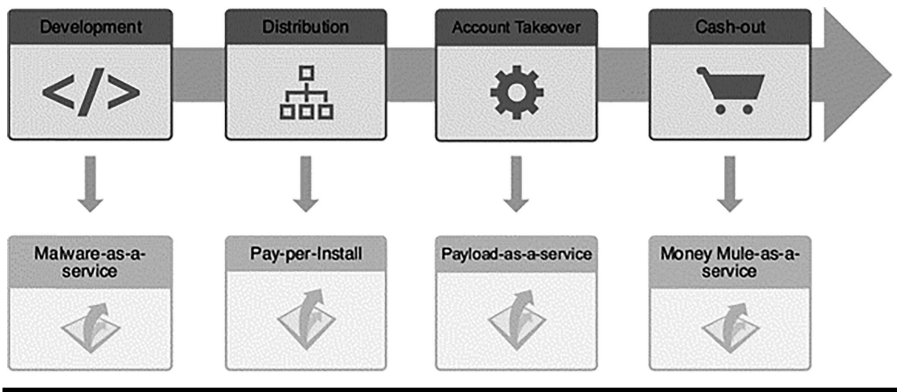 Development
Distribution
Account Takeover
Cash-out
Malware-as-a-
service
Pay-per-Install
Payload-as-a-service
Money Mule-as-a-
service